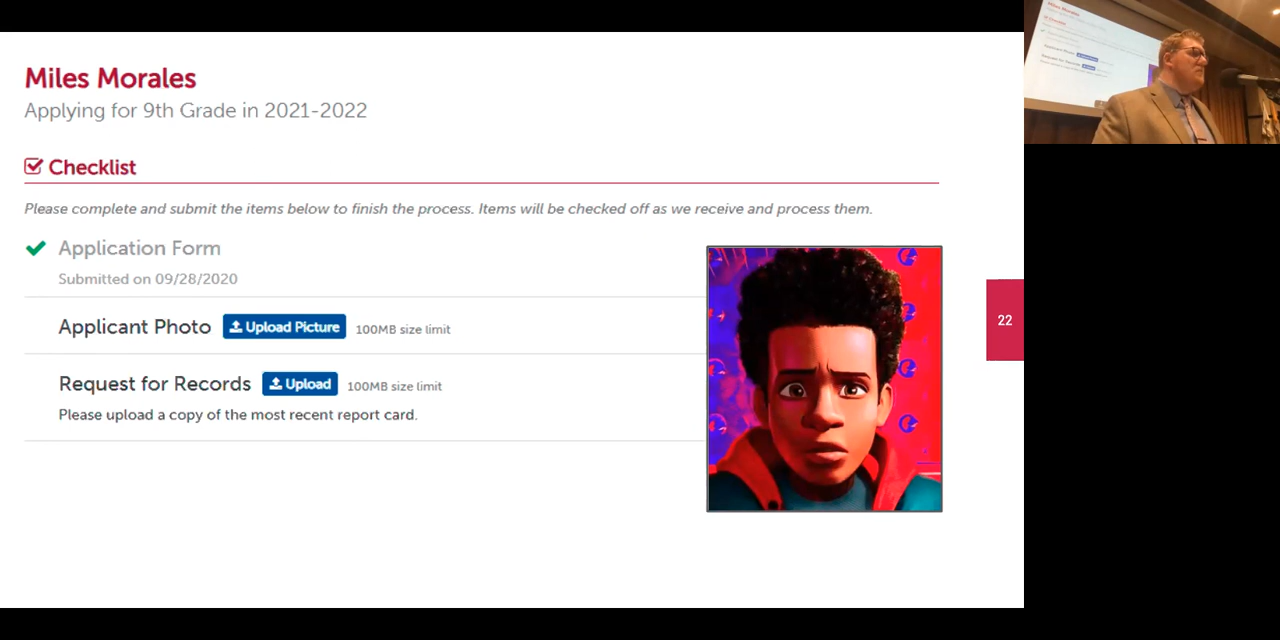 Miles Morales
Applying for 9th Grade in 2021-2022
Checklist
Please complete and submit the items below to finish the process. Items will be checked off as we receive and process them.
Application Form
Submitted on 09/28/2020
Applicant Photo Upload Picture 100MB size limit
Request for Records Upload 100MB size limit
Please upload a copy of the most recent report card.
22
Miles Morales
Checklist